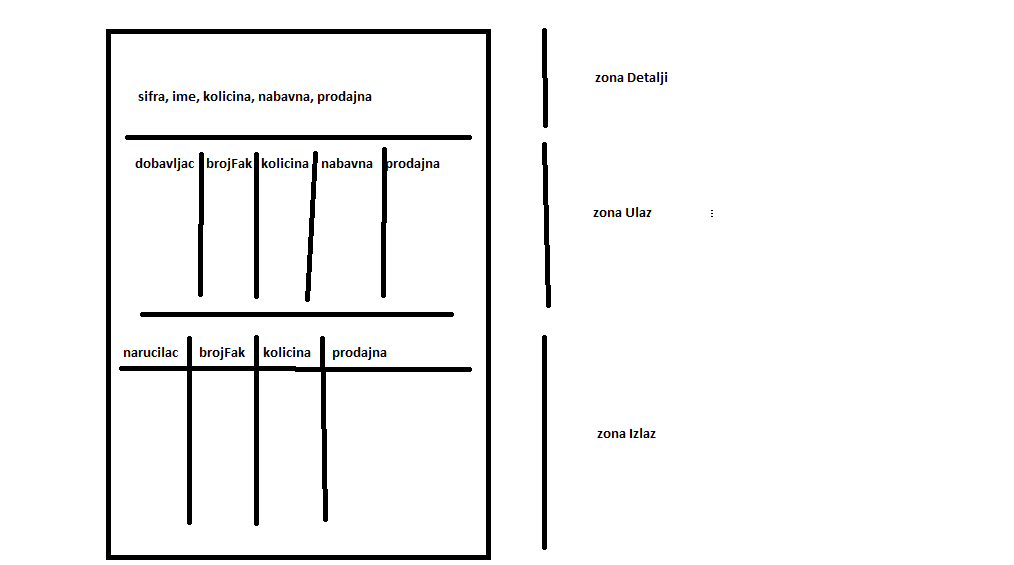 zona Detalji
sifra, ime, kolicina, nabavna, prodajna
dobavljac brojFak kolicina nabavna prodajna
zona Ulaz
narucilac brojFak kolicina prodajna
zona Izlaz